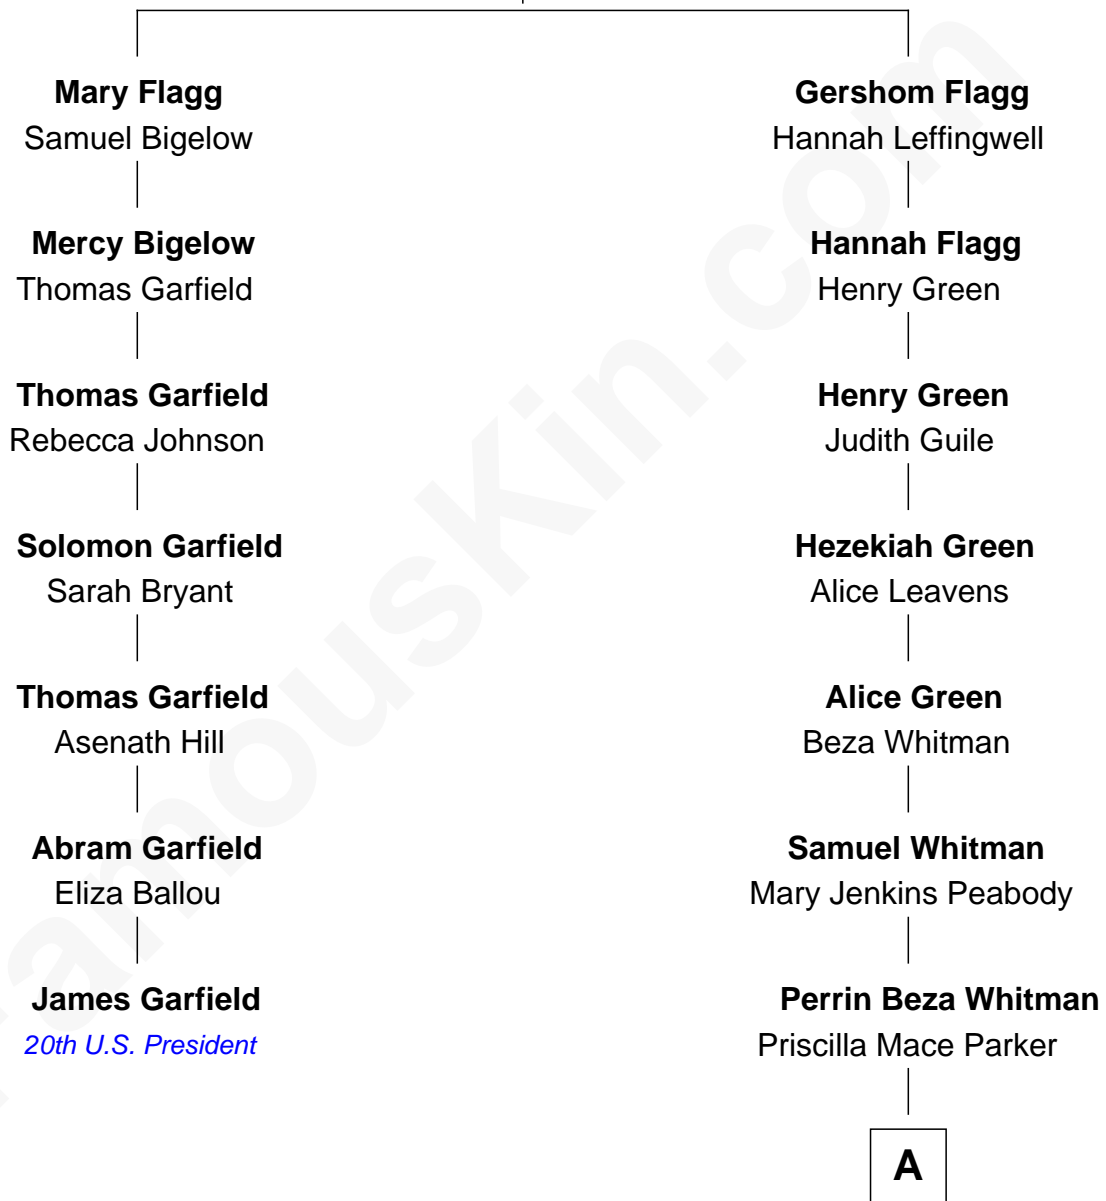 Mary Flagg
Samuel Bigelow
Mercy Bigelow
Thomas Garfield
Thomas Garfield
Rebecca Johnson
Solomon Garfield
Sarah Bryant
Thomas Garfield
Asenath Hill
Abram Garfield
Eliza Ballou
James Garfield
20th U.S. President
Gershom Flagg
Hannah Leffingwell
Hannah Flagg
Henry Green
Henry Green
Judith Guile
Hezekiah Green
Alice Leavens
Alice Green
Beza Whitman
Samuel Whitman
Mary Jenkins Peabody
Perrin Beza Whitman
Priscilla Mace Parker
A
FamousKin.com